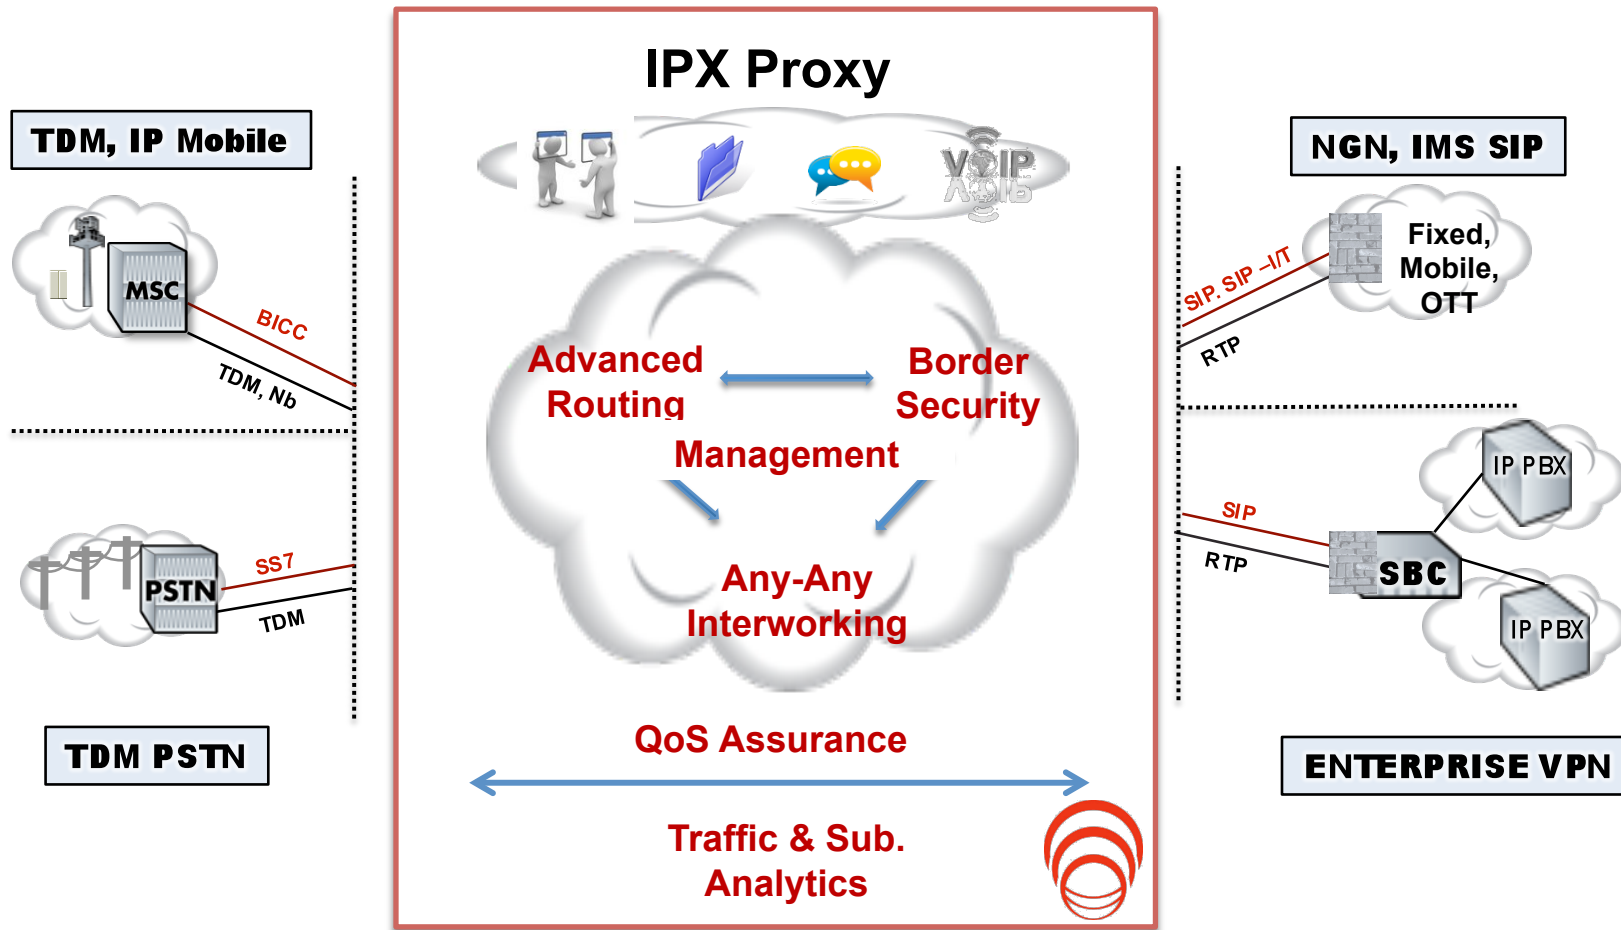 IPX Proxy
TDM, IP Mobile
MSC
BICC
TDM, Nb
PSTN
SS7
TDM
TDM PSTN
VOIP
Advanced
Routing
Border
Security
Management
Any-Any
Interworking
QoS Assurance
Traffic & Sub.
Analytics
NGN, IMS SIP
Fixed,
Mobile,
OTT
SIP. SIP –I/T
RTP
IP PBX
SIP
RTP
SBC
IP PBX
ENTERPRISE VPN